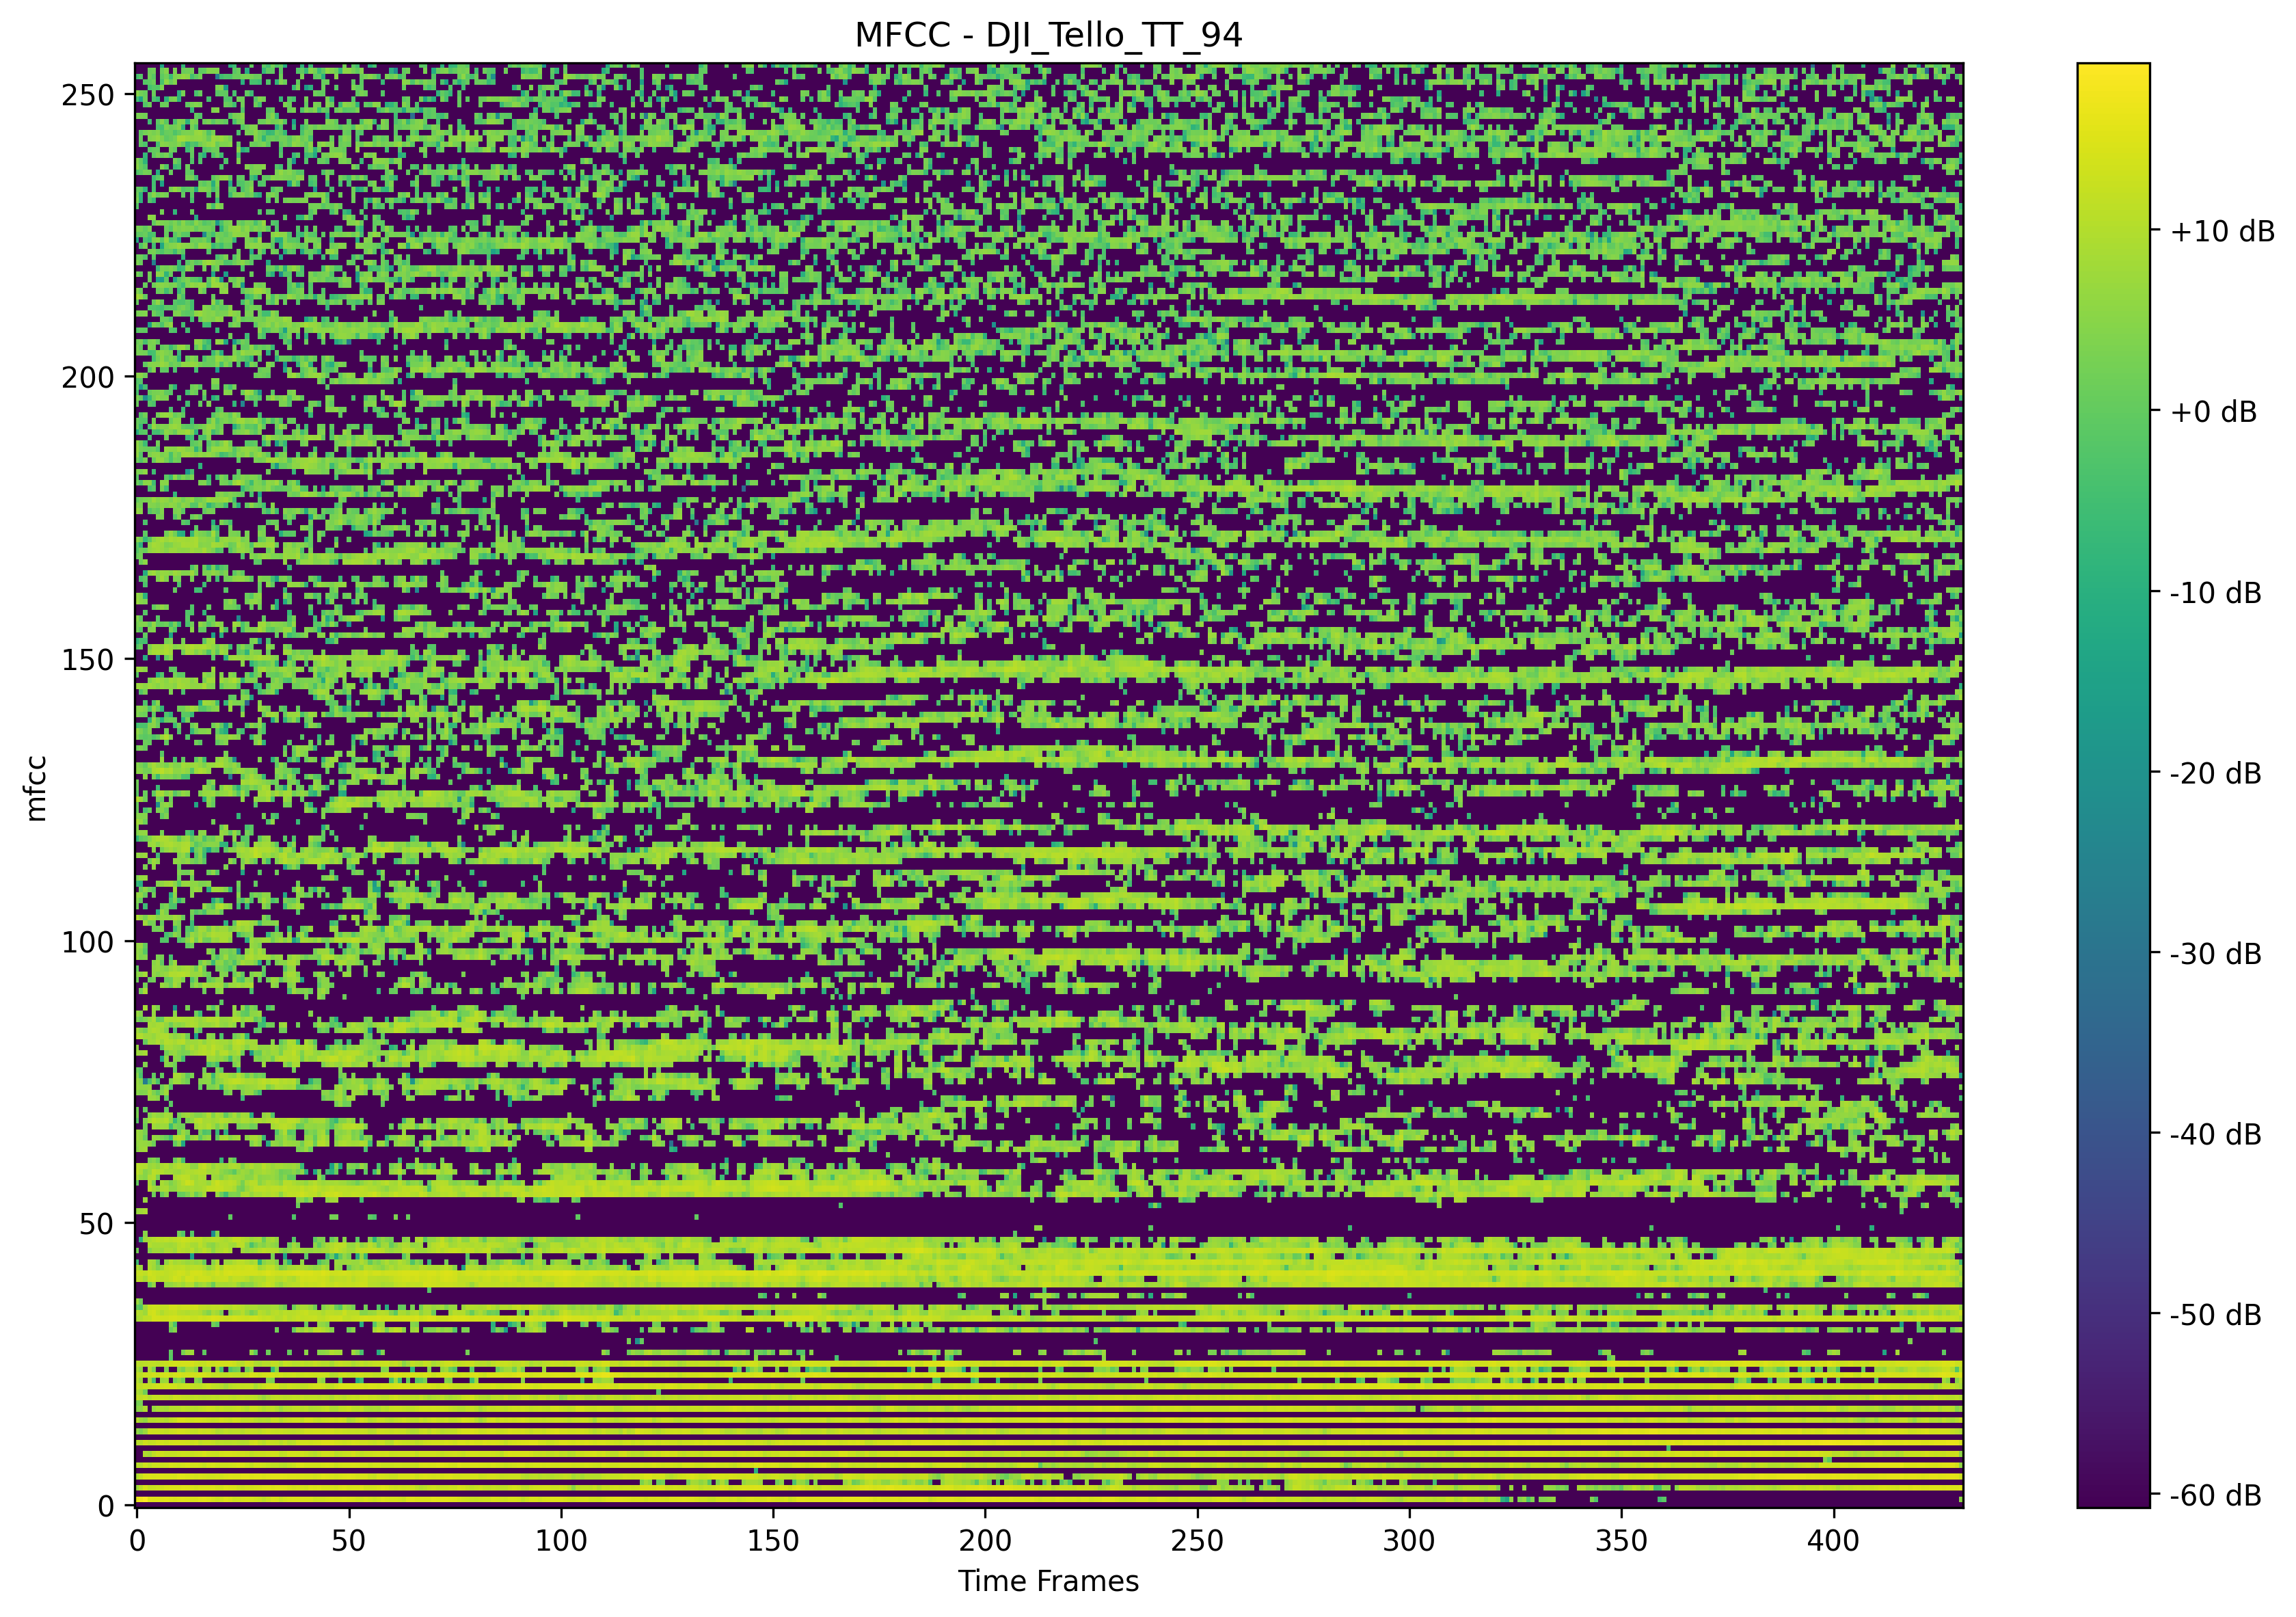 MFCC - DJI_Tello_TT_94
250
200
150
100
50
0
mfcc
0
50
100
150
200
250
300
350
400
Time Frames
+10 dB
+0 dB
-10 dB
-20 dB
-30 dB
-40 dB
-50 dB
-60 dB